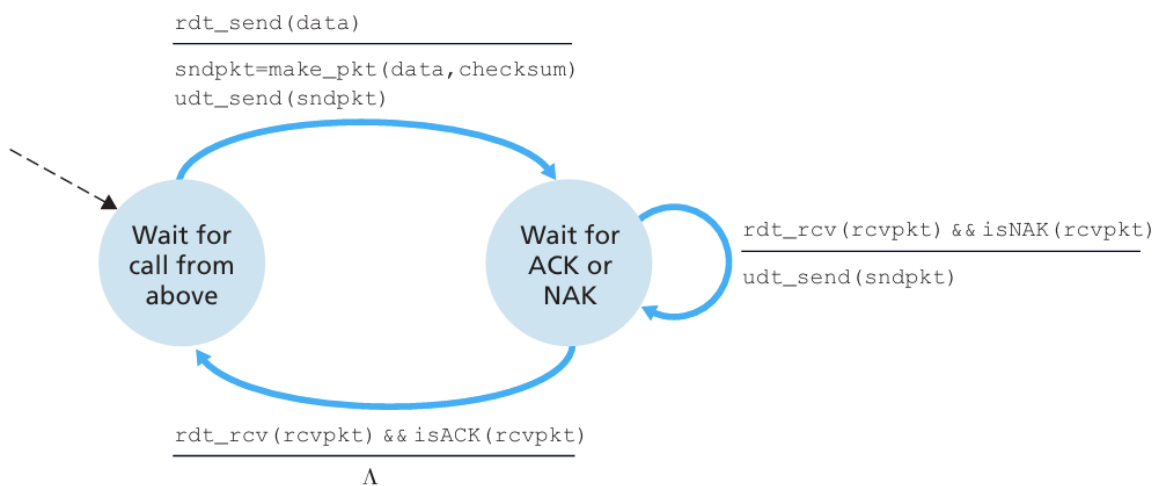 rdt_send(data)
sndpkt=make_pkt(data,checksum)
udt_send(sndpkt)
Wait for
call from
above
Wait for
ACK or
NAK
rdt_rcv(rcvpkt) && isNAK(rcvpkt)
udt_send(sndpkt)
rdt_rcv(rcvpkt) && isACK(rcvpkt)
Λ